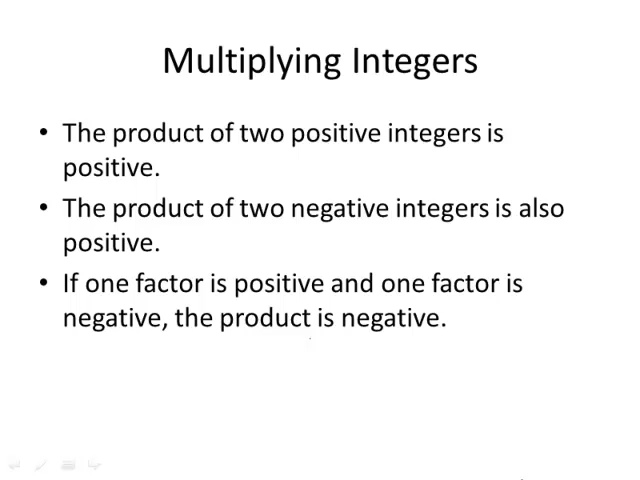 Multiplying Integers
• The product of two positive integers is
positive.
• The product of two negative integers is also
positive.
• If one factor is positive and one factor is
negative, the product is negative.